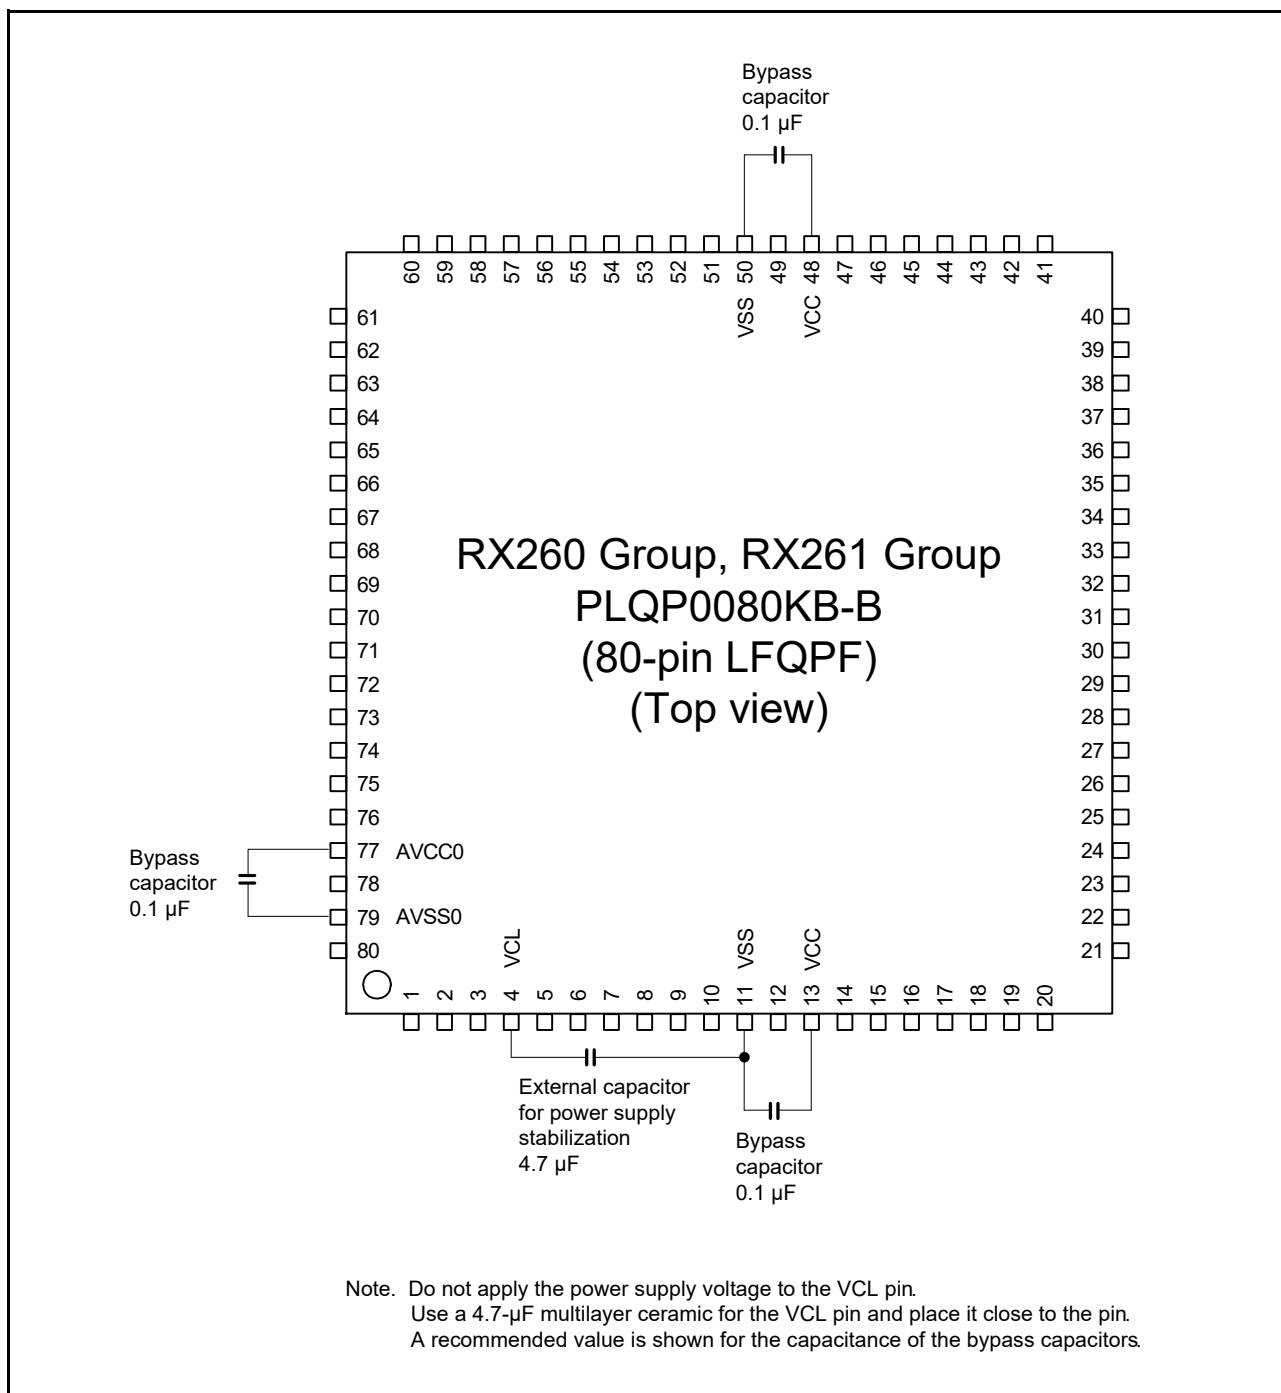 Bypass
capacitor
0.1 µF
60 59 58 57 56 55 54 53 52 51 50 49 48 47 46 45 44 43 42 41
VSS VCC
61 40
62 39
63 38
64 37
65 36
66 35
67 34
68 33
69 32
70 31
71 30
72 29
73 28
74 27
75 26
76 25
77 AVCC0 24
78 23
79 AVSS0 22
80 21
RX260 Group, RX261 Group
PLQP0080KB-B
(80-pin LFQPF)
(Top view)
Bypass
capacitor
0.1 µF
VCL VSS VCC
1 2 3 4 5 6 7 8 9 10 11 12 13 14 15 16 17 18 19 20
External capacitor
for power supply
stabilization
4.7 µF
Bypass
capacitor
0.1 µF
Note. Do not apply the power supply voltage to the VCL pin.
Use a 4.7-µF multilayer ceramic for the VCL pin and place it close to the pin.
A recommended value is shown for the capacitance of the bypass capacitors.